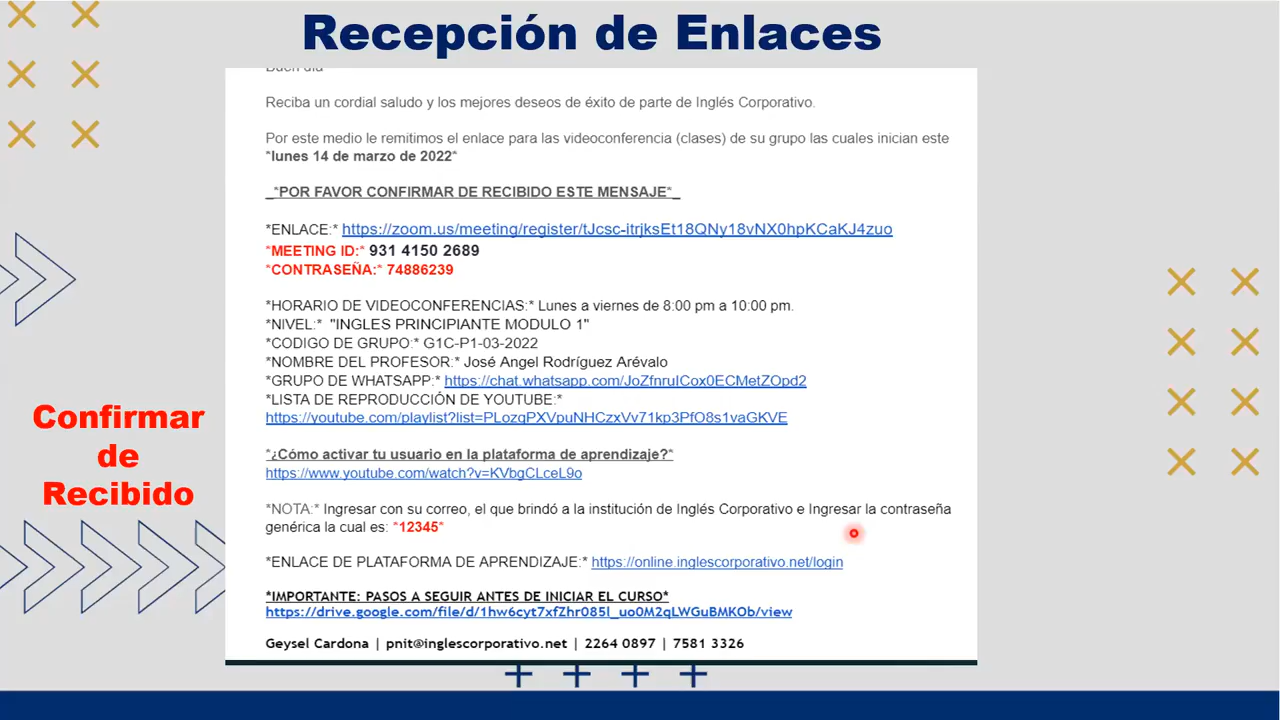 Recepción de Enlaces
Buen día
Reciba un cordial saludo y los mejores deseos de éxito de parte de Inglés Corporativo.
Por este medio le remitimos el enlace para las videoconferencia (clases) de su grupo las cuales inician este
*lunes 14 de marzo de 2022*
_*POR FAVOR CONFIRMAR DE RECIBIDO ESTE MENSAJE*_
*ENLACE:* https://zoom.us/meeting/register/tJcsc-itrjksEt18QNy18vNX0hpKCaKJ4zuo
*MEETING ID:* 931 4150 2689
*CONTRASEÑA:* 74886239
*HORARIO DE VIDEOCONFERENCIAS:* Lunes a viernes de 8:00 pm a 10:00 pm.
*NIVEL:* "INGLES PRINCIPIANTE MODULO 1"
*CODIGO DE GRUPO:* G1C-P1-03-2022
*NOMBRE DEL PROFESOR:* José Angel Rodríguez Arévalo
*GRUPO DE WHATSAPP:* https://chat.whatsapp.com/JoZfnruICox0ECMetZOpd2
*LISTA DE REPRODUCCIÓN DE YOUTUBE:*
https://youtube.com/playlist?list=PLozqPXVpuNHCzxVv71kp3PfO8s1vaGKVE
*¿Cómo activar tu usuario en la plataforma de aprendizaje?*
https://www.youtube.com/watch?v=KVbgCLceL9o
*NOTA:* Ingresar con su correo, el que brindó a la institución de Inglés Corporativo e Ingresar la contraseña
genérica la cual es: *12345*
*ENLACE DE PLATAFORMA DE APRENDIZAJE:* https://online.inglescorporativo.net/login
*IMPORTANTE: PASOS A SEGUIR ANTES DE INICIAR EL CURSO*
https://drive.google.com/file/d/1hw6cyt7xfZhr085l_uo0M2qLWGuBMKOb/view
Geysel Cardona | pnit@inglescorporativo.net | 2264 0897 | 7581 3326
Confirmar
de
Recibido